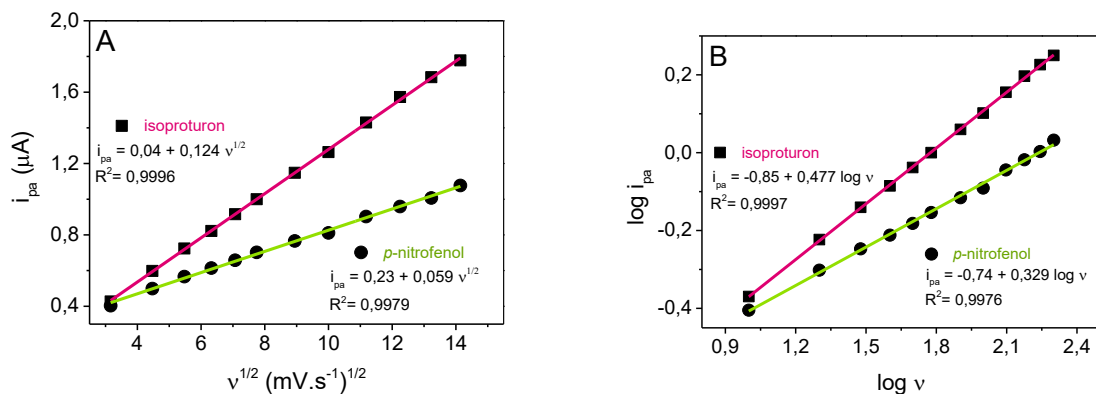 A
2,0
1,6
1,2
0,8
0,4
i_pa (μA)
isoproturon
i_pa = 0,04 + 0,124 ν^1/2
R^2= 0,9996
p-nitrofenol
i_pa = 0,23 + 0,059 ν^1/2
R^2= 0,9979
4 6 8 10 12 14
ν^1/2 (mV.s^-1)^1/2
B
0,2
0,0
-0,2
-0,4
log i_pa
isoproturon
i_pa = -0,85 + 0,477 log ν
R^2= 0,9997
p-nitrofenol
i_pa = -0,74 + 0,329 log ν
R^2= 0,9976
0,9 1,2 1,5 1,8 2,1 2,4
log ν